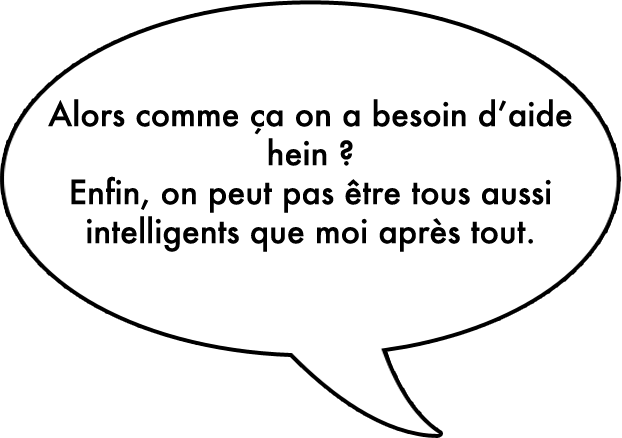 Alors comme ça on a besoin d’aide
hein ?
Enfin, on peut pas être tous aussi
intelligents que moi après tout.